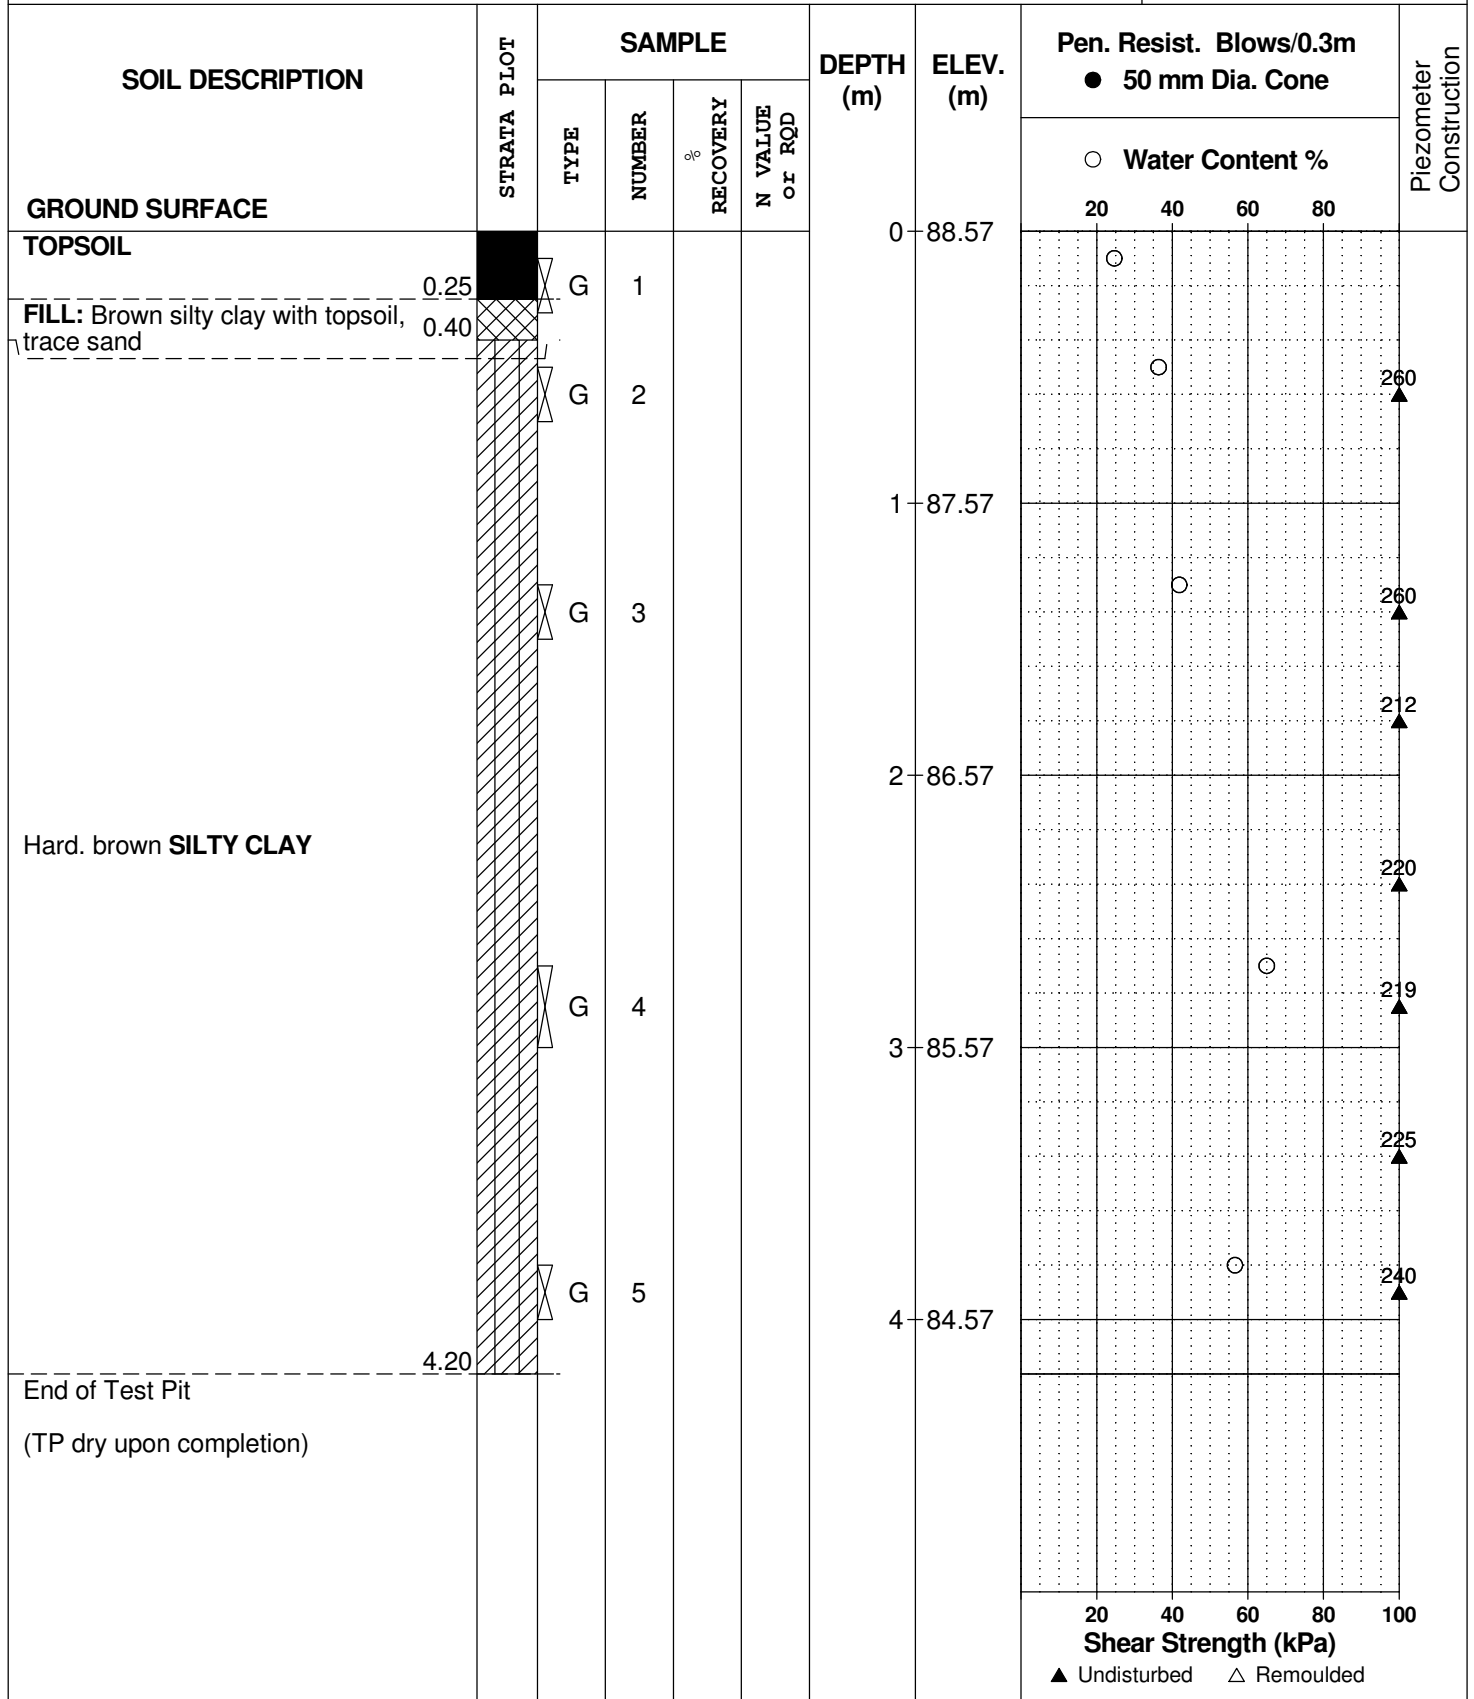 SOIL DESCRIPTION
GROUND SURFACE
STRATA PLOT
SAMPLE
TYPE
NUMBER
%
RECOVERY
N VALUE
or RQD
DEPTH
(m)
ELEV.
(m)
Pen. Resist. Blows/0.3m
● 50 mm Dia. Cone
○ Water Content %
20 40 60 80
Piezometer
Construction
0 88.57
TOPSOIL
0.25
G 1
FILL: Brown silty clay with topsoil,
trace sand
0.40
G 2
260
1 87.57
G 3
260
212
2 86.57
Hard. brown SILTY CLAY
220
G 4
219
3 85.57
225
G 5
240
4 84.57
4.20
End of Test Pit
(TP dry upon completion)
20 40 60 80 100
Shear Strength (kPa)
▲ Undisturbed △ Remoulded